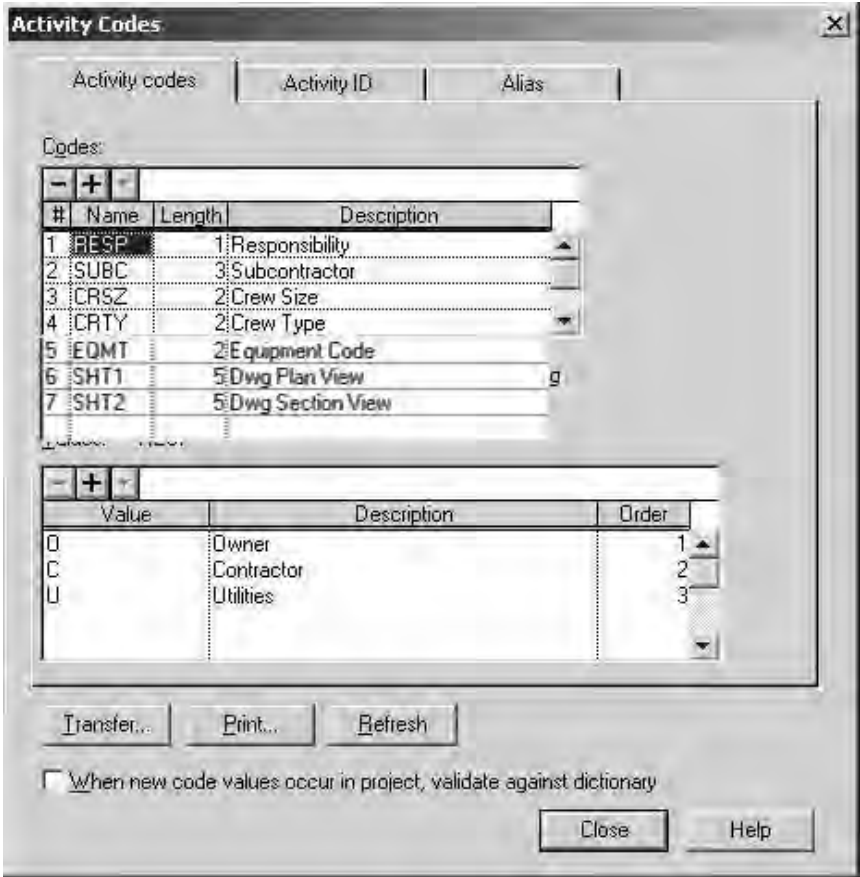 Activity Codes
Activity codes Activity ID Alias
Codes:
# Name Length Description
1 RESP 1 Responsibility
2 SUBC 3 Subcontractor
3 CRSZ 2 Crew Size
4 CRTY 2 Crew Type
5 EQMT 2 Equipment Code
6 SHT1 5 Dwg Plan View g
7 SHT2 5 Dwg Section View
Value Description Order
O Owner 1
C Contractor 2
U Utilities 3
Transfer... Print... Refresh
When new code values occur in project, validate against dictionary
Close Help